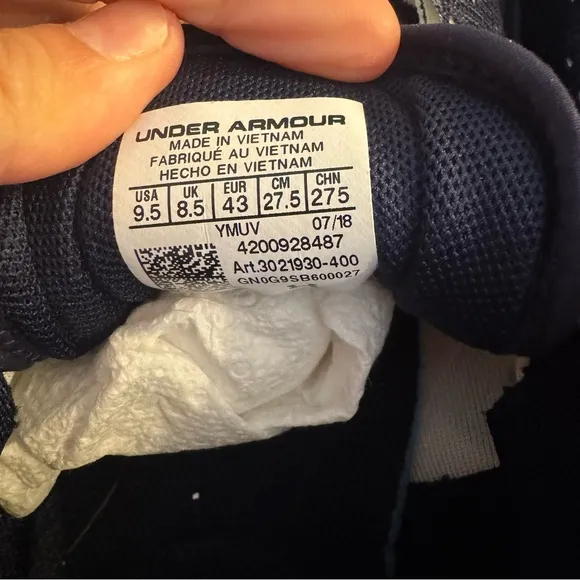 UNDER ARMOUR
MADE IN VIETNAM
FABRIQUÉ AU VIETNAM
HECHO EN VIETNAM
USA UK EUR CM CHN
9.5 8.5 43 27.5 275
YMUV 07/18
4200928487
Art.3021930-400
GN0G9SB600027